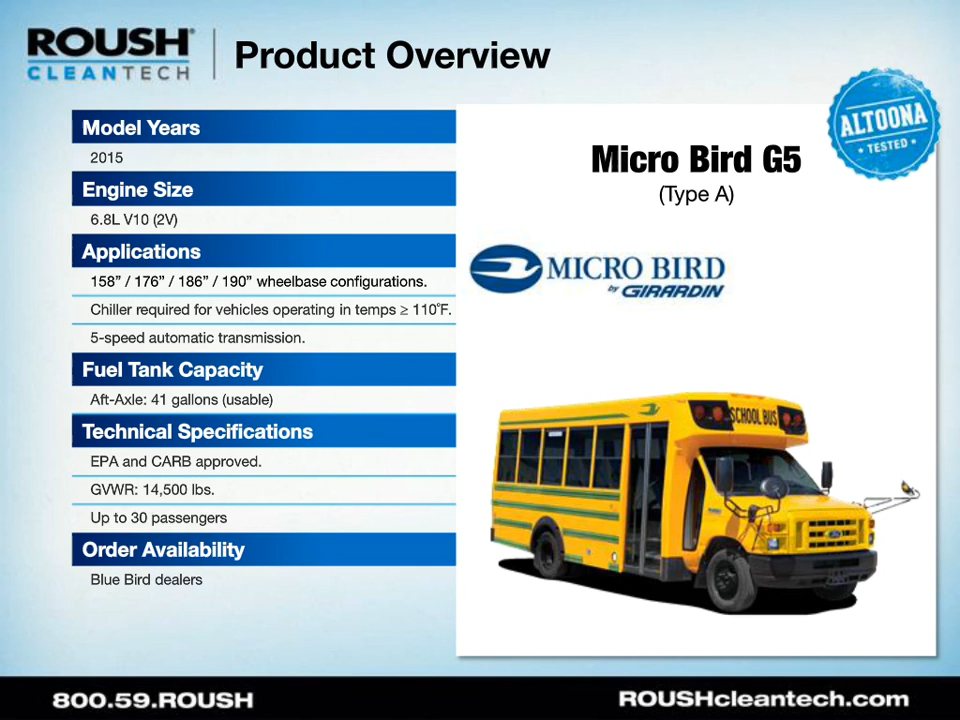 ROUSH®
CLEANTECH
Product Overview
Model Years
2015
Engine Size
6.8L V10 (2V)
Applications
158” / 176” / 186” / 190” wheelbase configurations.
Chiller required for vehicles operating in temps ≥ 110˚F.
5-speed automatic transmission.
Fuel Tank Capacity
Aft-Axle: 41 gallons (usable)
Technical Specifications
EPA and CARB approved.
GVWR: 14,500 lbs.
Up to 30 passengers
Order Availability
Blue Bird dealers
ALTOONA
• TESTED •
Micro Bird G5
(Type A)
MICRO BIRD
by GIRARDIN
SCHOOL BUS
Ford
800.59.ROUSH
ROUSHcleantech.com